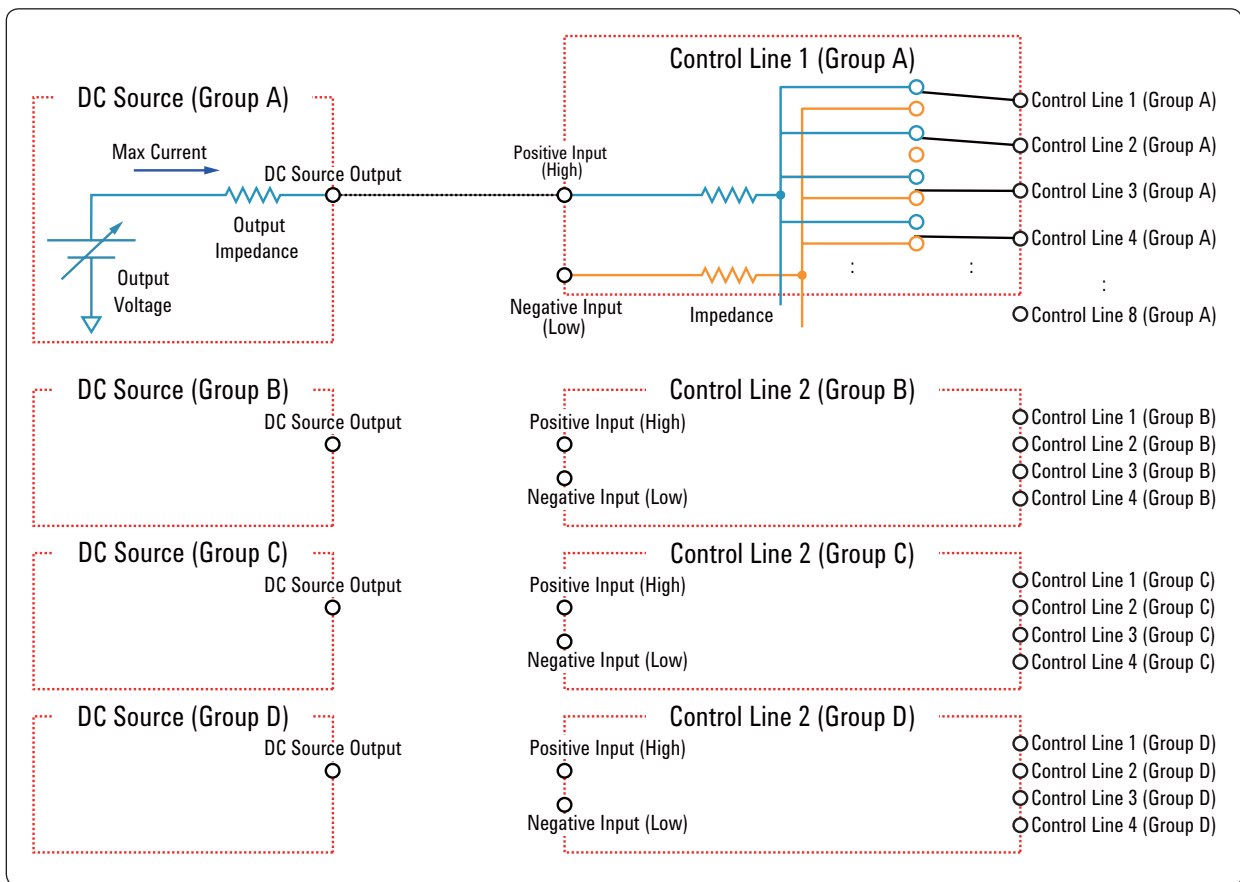 Control Line 1 (Group A)
DC Source (Group A)
Control Line 1 (Group A)
Max Current
DC Source Output
Positive Input
(High)
Control Line 2 (Group A)
Control Line 3 (Group A)
Output
Impedance
Control Line 4 (Group A)
Output
Voltage
:
:
:
Negative Input
(Low)
Impedance
Control Line 8 (Group A)
DC Source (Group B)
Control Line 2 (Group B)
DC Source Output
Positive Input (High)
Negative Input (Low)
Control Line 1 (Group B)
Control Line 2 (Group B)
Control Line 3 (Group B)
Control Line 4 (Group B)
DC Source (Group C)
Control Line 2 (Group C)
DC Source Output
Positive Input (High)
Negative Input (Low)
Control Line 1 (Group C)
Control Line 2 (Group C)
Control Line 3 (Group C)
Control Line 4 (Group C)
DC Source (Group D)
Control Line 2 (Group D)
DC Source Output
Positive Input (High)
Negative Input (Low)
Control Line 1 (Group D)
Control Line 2 (Group D)
Control Line 3 (Group D)
Control Line 4 (Group D)